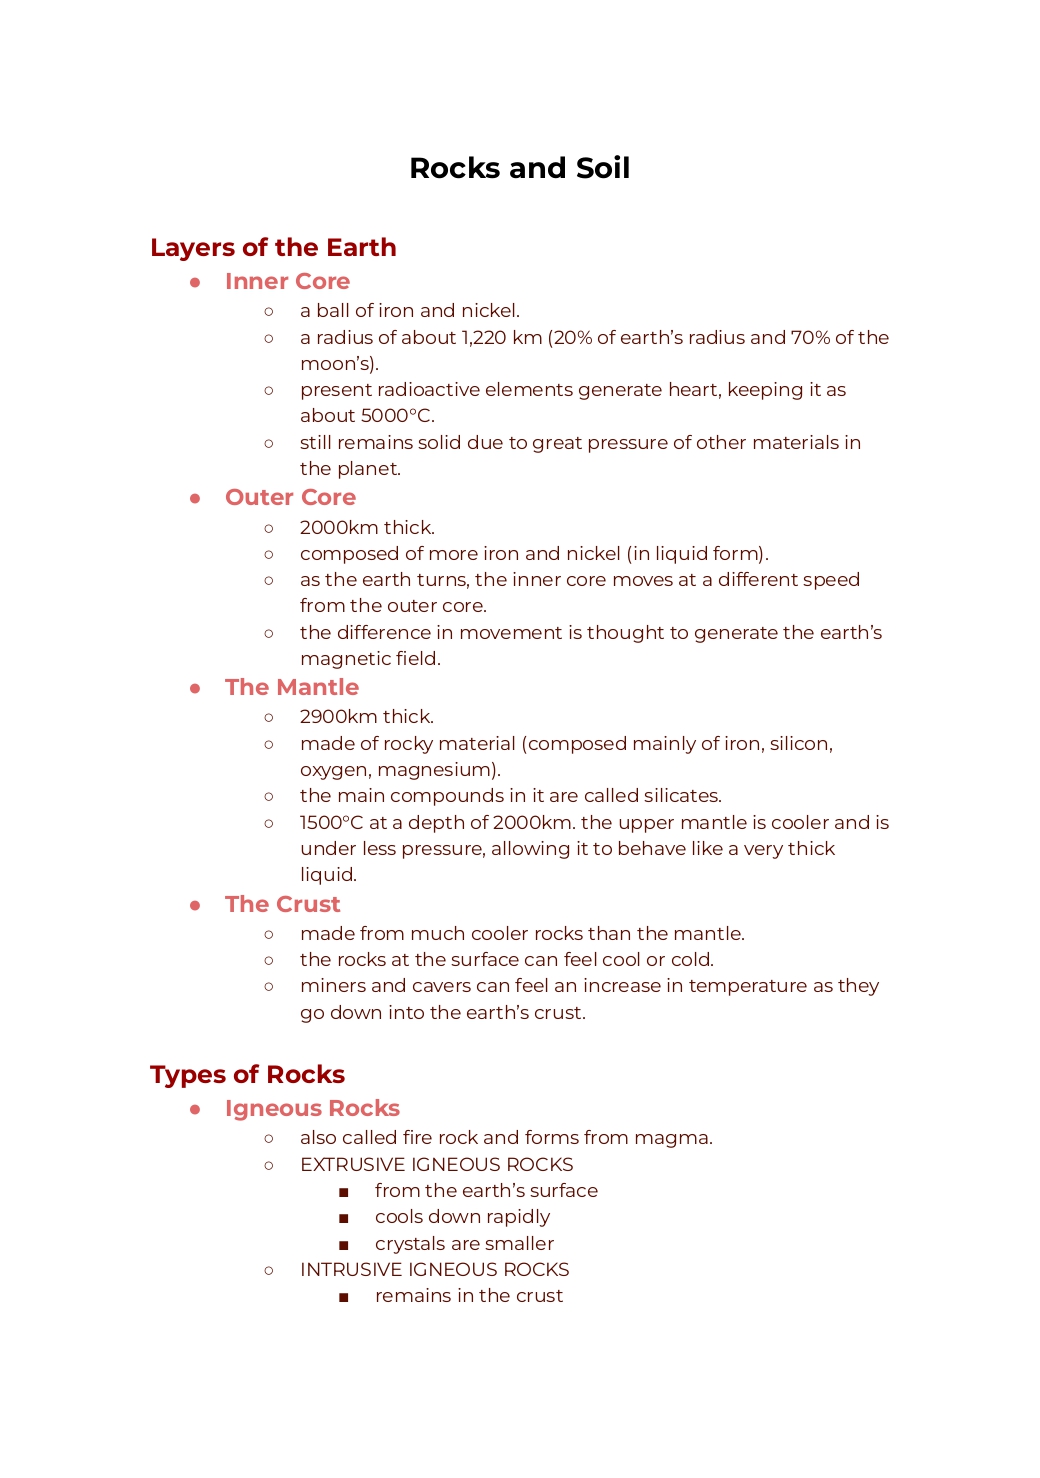 Rocks and Soil
Layers of the Earth
● Inner Core
○ a ball of iron and nickel.
○ a radius of about 1,220 km (20% of earth’s radius and 70% of the
moon’s).
○ present radioactive elements generate heart, keeping it as
about 5000°C.
○ still remains solid due to great pressure of other materials in
the planet.
● Outer Core
○ 2000km thick.
○ composed of more iron and nickel (in liquid form).
○ as the earth turns, the inner core moves at a different speed
from the outer core.
○ the difference in movement is thought to generate the earth’s
magnetic field.
● The Mantle
○ 2900km thick.
○ made of rocky material (composed mainly of iron, silicon,
oxygen, magnesium).
○ the main compounds in it are called silicates.
○ 1500°C at a depth of 2000km. the upper mantle is cooler and is
under less pressure, allowing it to behave like a very thick
liquid.
● The Crust
○ made from much cooler rocks than the mantle.
○ the rocks at the surface can feel cool or cold.
○ miners and cavers can feel an increase in temperature as they
go down into the earth’s crust.
Types of Rocks
● Igneous Rocks
○ also called fire rock and forms from magma.
○ EXTRUSIVE IGNEOUS ROCKS
■ from the earth’s surface
■ cools down rapidly
■ crystals are smaller
○ INTRUSIVE IGNEOUS ROCKS
■ remains in the crust